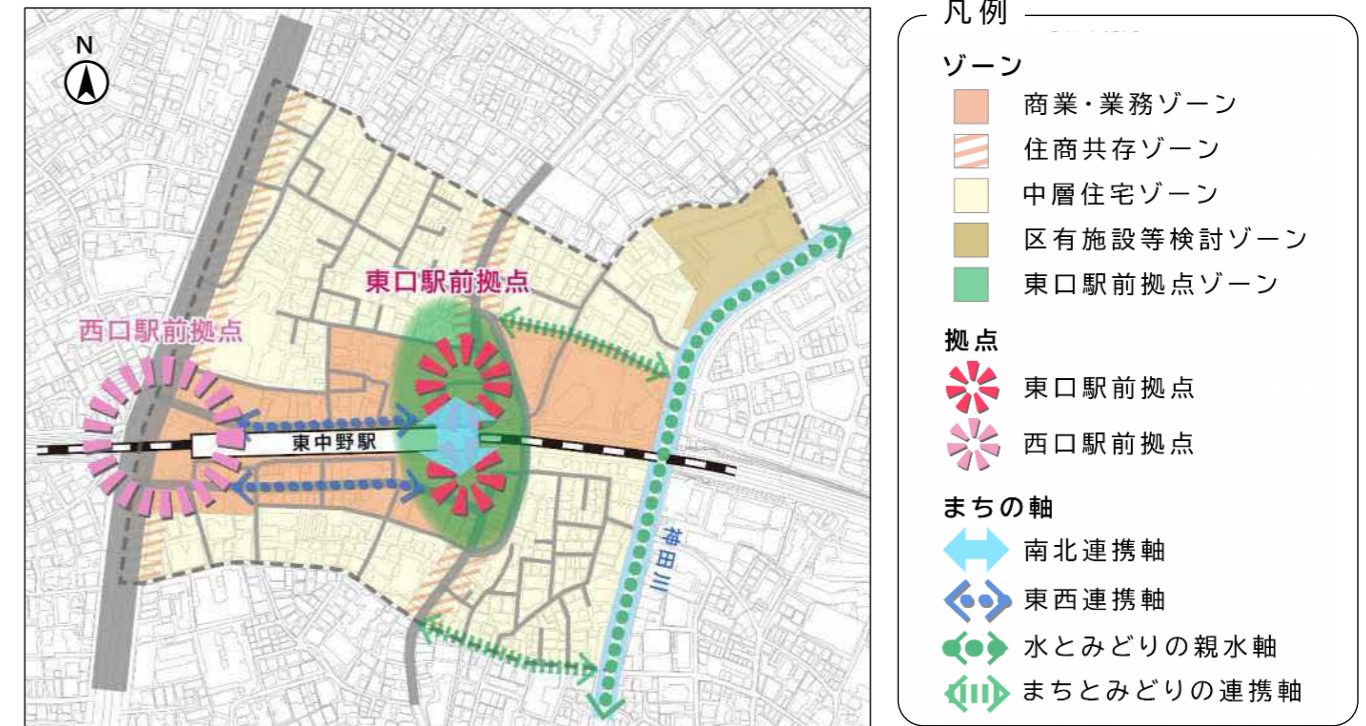 N
東口駅前拠点
西口駅前拠点
東中野駅
神田川
凡例
ゾーン
商業・業務ゾーン
住商共存ゾーン
中層住宅ゾーン
区有施設等検討ゾーン
東口駅前拠点ゾーン
拠点
東口駅前拠点
西口駅前拠点
まちの軸
南北連携軸
東西連携軸
水とみどりの親水軸
まちとみどりの連携軸